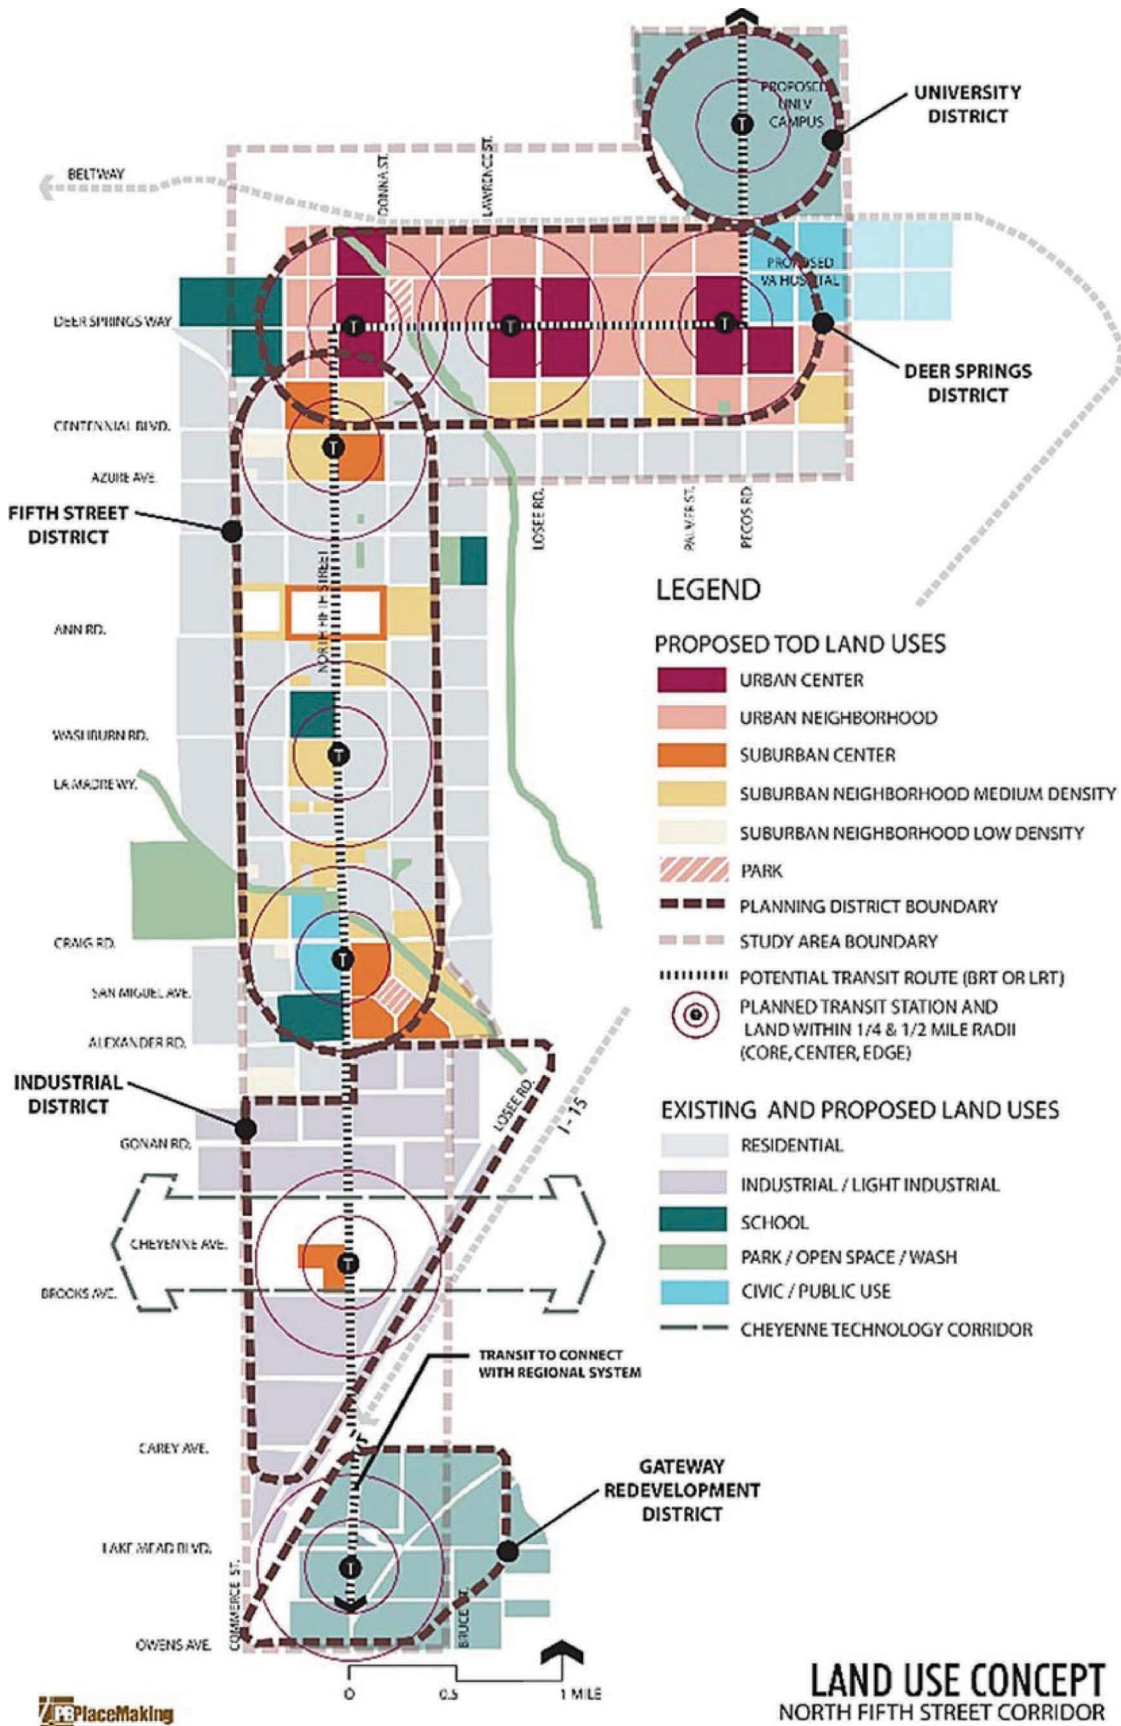 PROPOSED
UNLV
CAMPUS
UNIVERSITY
DISTRICT
BELTWAY
DONNA ST.
LAWRENCE ST.
PROPOSED
VA HOSPITAL
DEER SPRINGS WAY
DEER SPRINGS
DISTRICT
CENTENNIAL BLVD.
AZURE AVE.
FIFTH STREET
DISTRICT
LOSEE RD.
PALMER ST.
PECOS RD.
NORTH FIFTH STREET
ANN RD.
WASHBURN RD.
LA MADRE WY.
CRAIG RD.
SAN MIGUEL AVE.
ALEXANDER RD.
INDUSTRIAL
DISTRICT
GONAN RD.
LOSEE RD.
I - 15
CHEYENNE AVE.
BROOKS AVE.
TRANSIT TO CONNECT
WITH REGIONAL SYSTEM
CAREY AVE.
GATEWAY
REDEVELOPMENT
DISTRICT
LAKE MEAD BLVD.
COMMERCE ST.
BRUCE ST.
OWENS AVE.
T
T
T
T
T
T
T
T
T
LEGEND
PROPOSED TOD LAND USES
URBAN CENTER
URBAN NEIGHBORHOOD
SUBURBAN CENTER
SUBURBAN NEIGHBORHOOD MEDIUM DENSITY
SUBURBAN NEIGHBORHOOD LOW DENSITY
PARK
PLANNING DISTRICT BOUNDARY
STUDY AREA BOUNDARY
POTENTIAL TRANSIT ROUTE (BRT OR LRT)
T
PLANNED TRANSIT STATION AND
LAND WITHIN 1/4 & 1/2 MILE RADII
(CORE, CENTER, EDGE)
EXISTING AND PROPOSED LAND USES
RESIDENTIAL
INDUSTRIAL / LIGHT INDUSTRIAL
SCHOOL
PARK / OPEN SPACE / WASH
CIVIC / PUBLIC USE
CHEYENNE TECHNOLOGY CORRIDOR
0 0.5 1 MILE
PB PlaceMaking
LAND USE CONCEPT
NORTH FIFTH STREET CORRIDOR